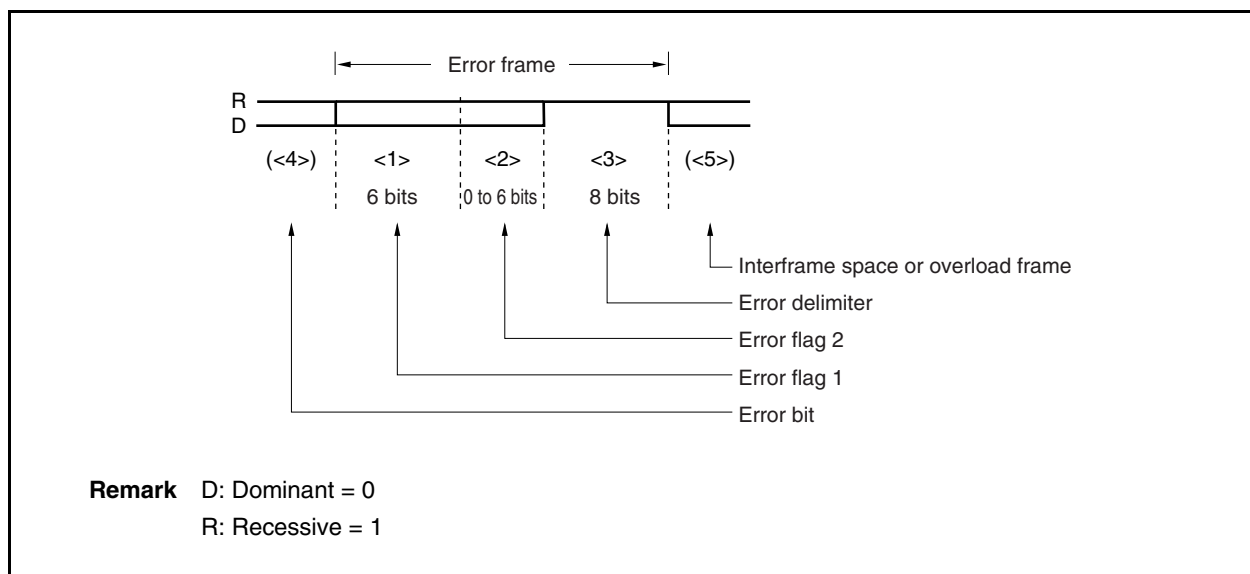 Error frame
R
D
(<4>) <1> <2> <3> (<5>)
6 bits 0 to 6 bits 8 bits
Interframe space or overload frame
Error delimiter
Error flag 2
Error flag 1
Error bit
Remark D: Dominant = 0
R: Recessive = 1